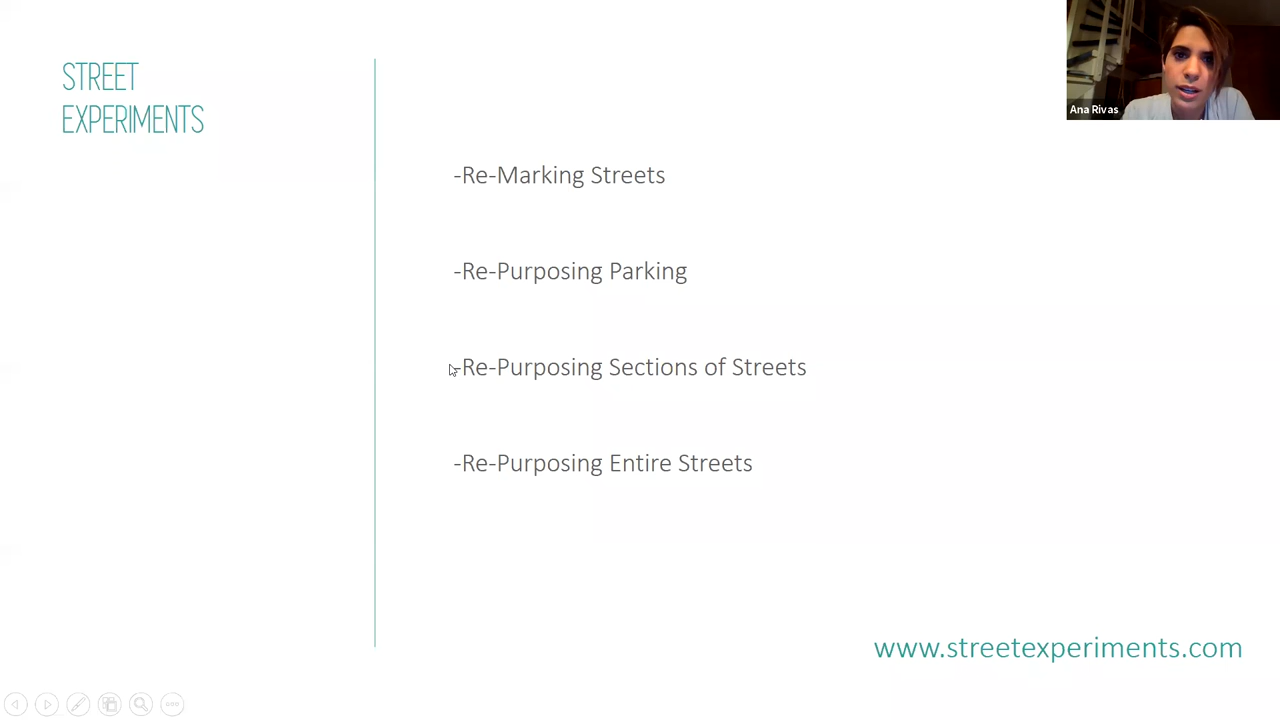 STREET
EXPERIMENTS
Ana Rivas
-Re-Marking Streets
-Re-Purposing Parking
-Re-Purposing Sections of Streets
-Re-Purposing Entire Streets
www.streetexperiments.com